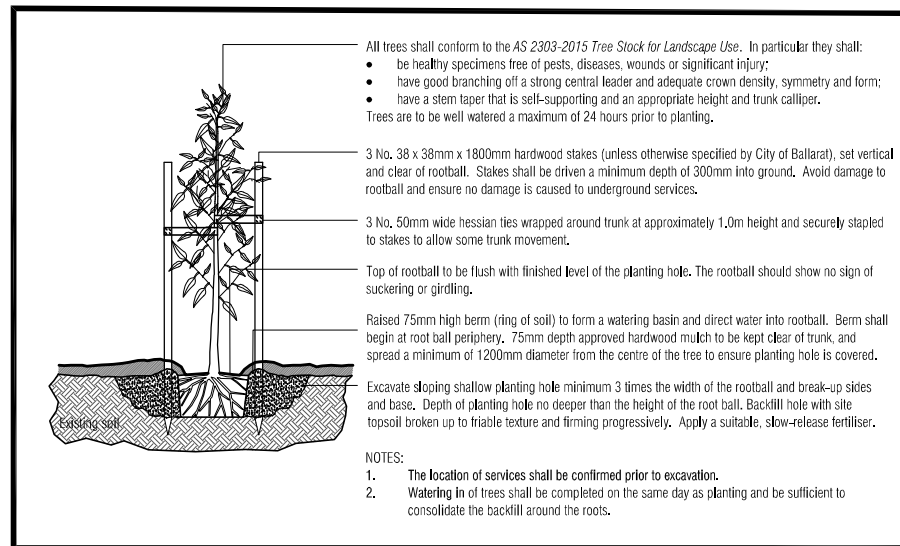 All trees shall conform to the AS 2303-2015 Tree Stock for Landscape Use. In particular they shall:
• be healthy specimens free of pests, diseases, wounds or significant injury;
• have good branching off a strong central leader and adequate crown density, symmetry and form;
• have a stem taper that is self-supporting and an appropriate height and trunk calliper.
Trees are to be well watered a maximum of 24 hours prior to planting.
3 No. 38 x 38mm x 1800mm hardwood stakes (unless otherwise specified by City of Ballarat), set vertical
and clear of rootball. Stakes shall be driven a minimum depth of 300mm into ground. Avoid damage to
rootball and ensure no damage is caused to underground services.
3 No. 50mm wide hessian ties wrapped around trunk at approximately 1.0m height and securely stapled
to stakes to allow some trunk movement.
Top of rootball to be flush with finished level of the planting hole. The rootball should show no sign of
suckering or girdling.
Raised 75mm high berm (ring of soil) to form a watering basin and direct water into rootball. Berm shall
begin at root ball periphery. 75mm depth approved hardwood mulch to be kept clear of trunk, and
spread a minimum of 1200mm diameter from the centre of the tree to ensure planting hole is covered.
Excavate sloping shallow planting hole minimum 3 times the width of the rootball and break-up sides
and base. Depth of planting hole no deeper than the height of the root ball. Backfill hole with site
topsoil broken up to friable texture and firming progressively. Apply a suitable, slow-release fertiliser.
Existing soil
NOTES:
1. The location of services shall be confirmed prior to excavation.
2. Watering in of trees shall be completed on the same day as planting and be sufficient to
consolidate the backfill around the roots.